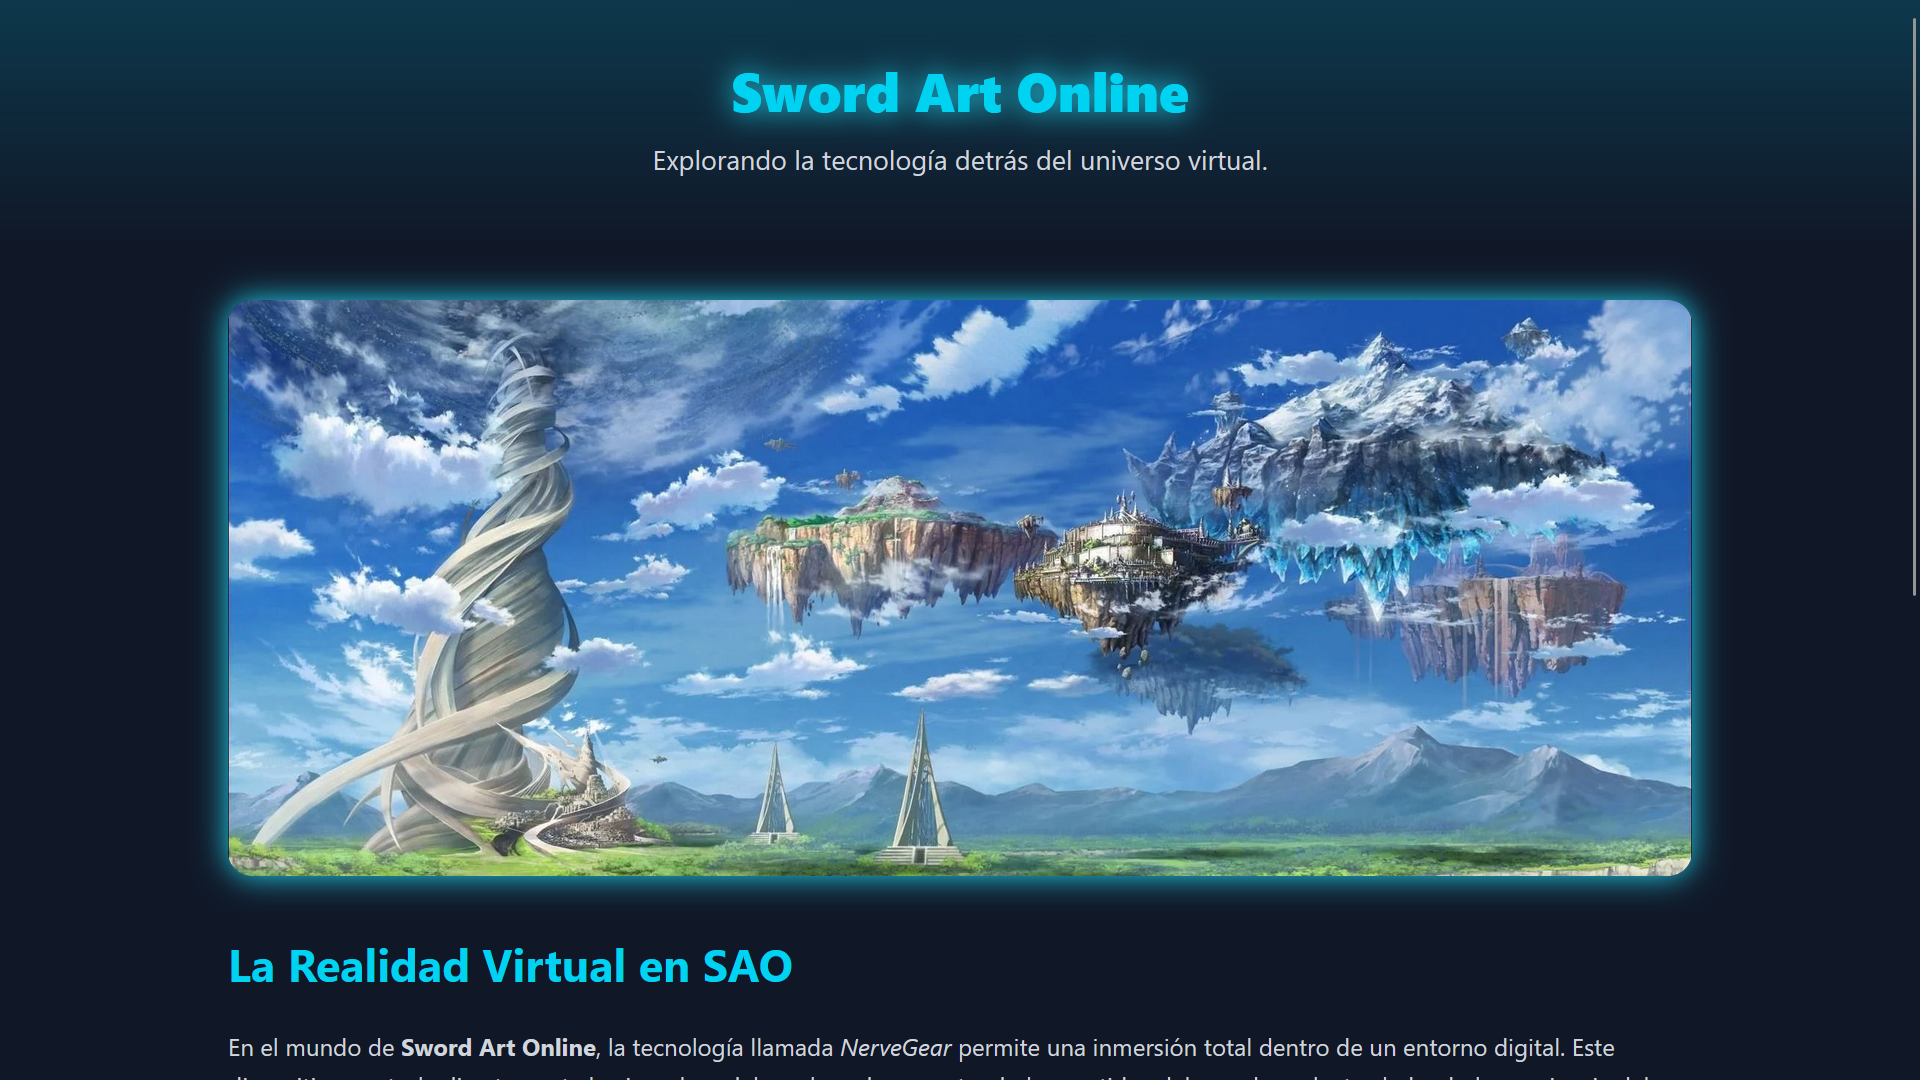 Sword Art Online
Explorando la tecnología detrás del universo virtual.
La Realidad Virtual en SAO
En el mundo de Sword Art Online, la tecnología llamada NerveGear permite una inmersión total dentro de un entorno digital. Este